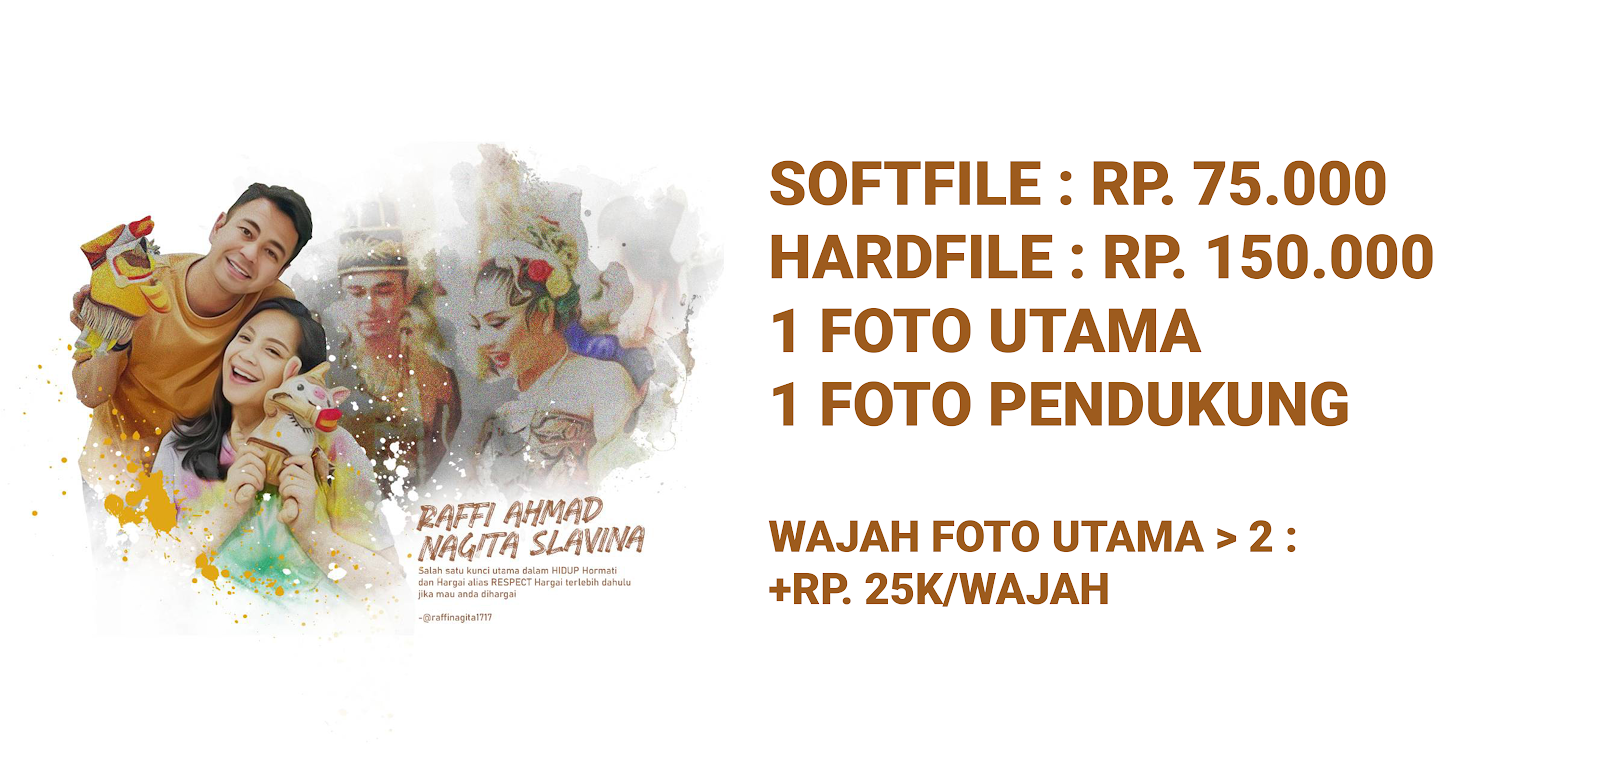 SOFTFILE : RP. 75.000
HARDFILE : RP. 150.000
1 FOTO UTAMA
1 FOTO PENDUKUNG
WAJAH FOTO UTAMA > 2 :
+RP. 25K/WAJAH
RAFFI AHMAD
NAGITA SLAVINA
Salah satu kunci utama dalam HIDUP Hormati
dan Hargai alias RESPECT Hargai terlebih dahulu
jika mau anda dihargai
-@raffinagita1717